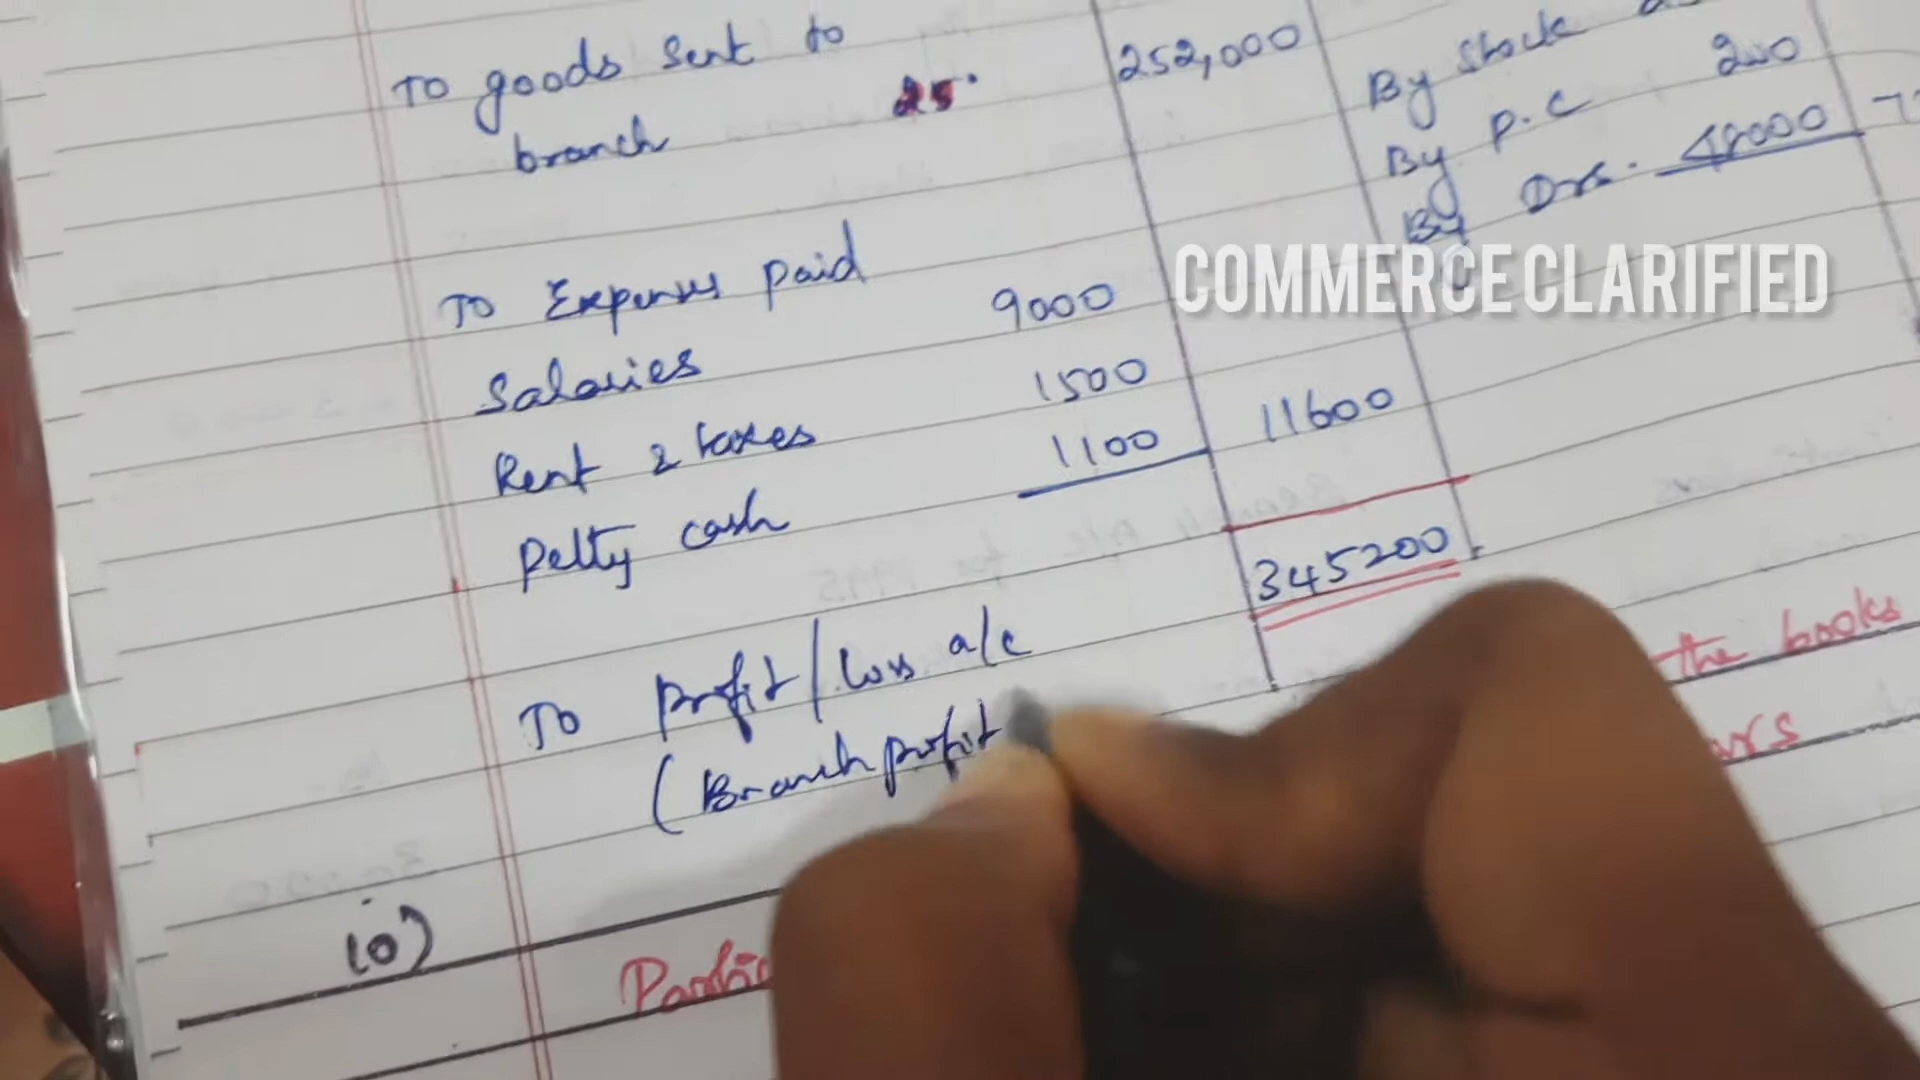 To goods sent to 252,000
branch 25.
By Stock
By P.C 200
By Drs. 48000
To Expenses paid
Salaries 9000
Rent & taxes 1500 11600
Petty cash 1100
345200
To Profit/Loss a/c
(Branch profit
the books
(o)
COMMERCE CLARIFIED